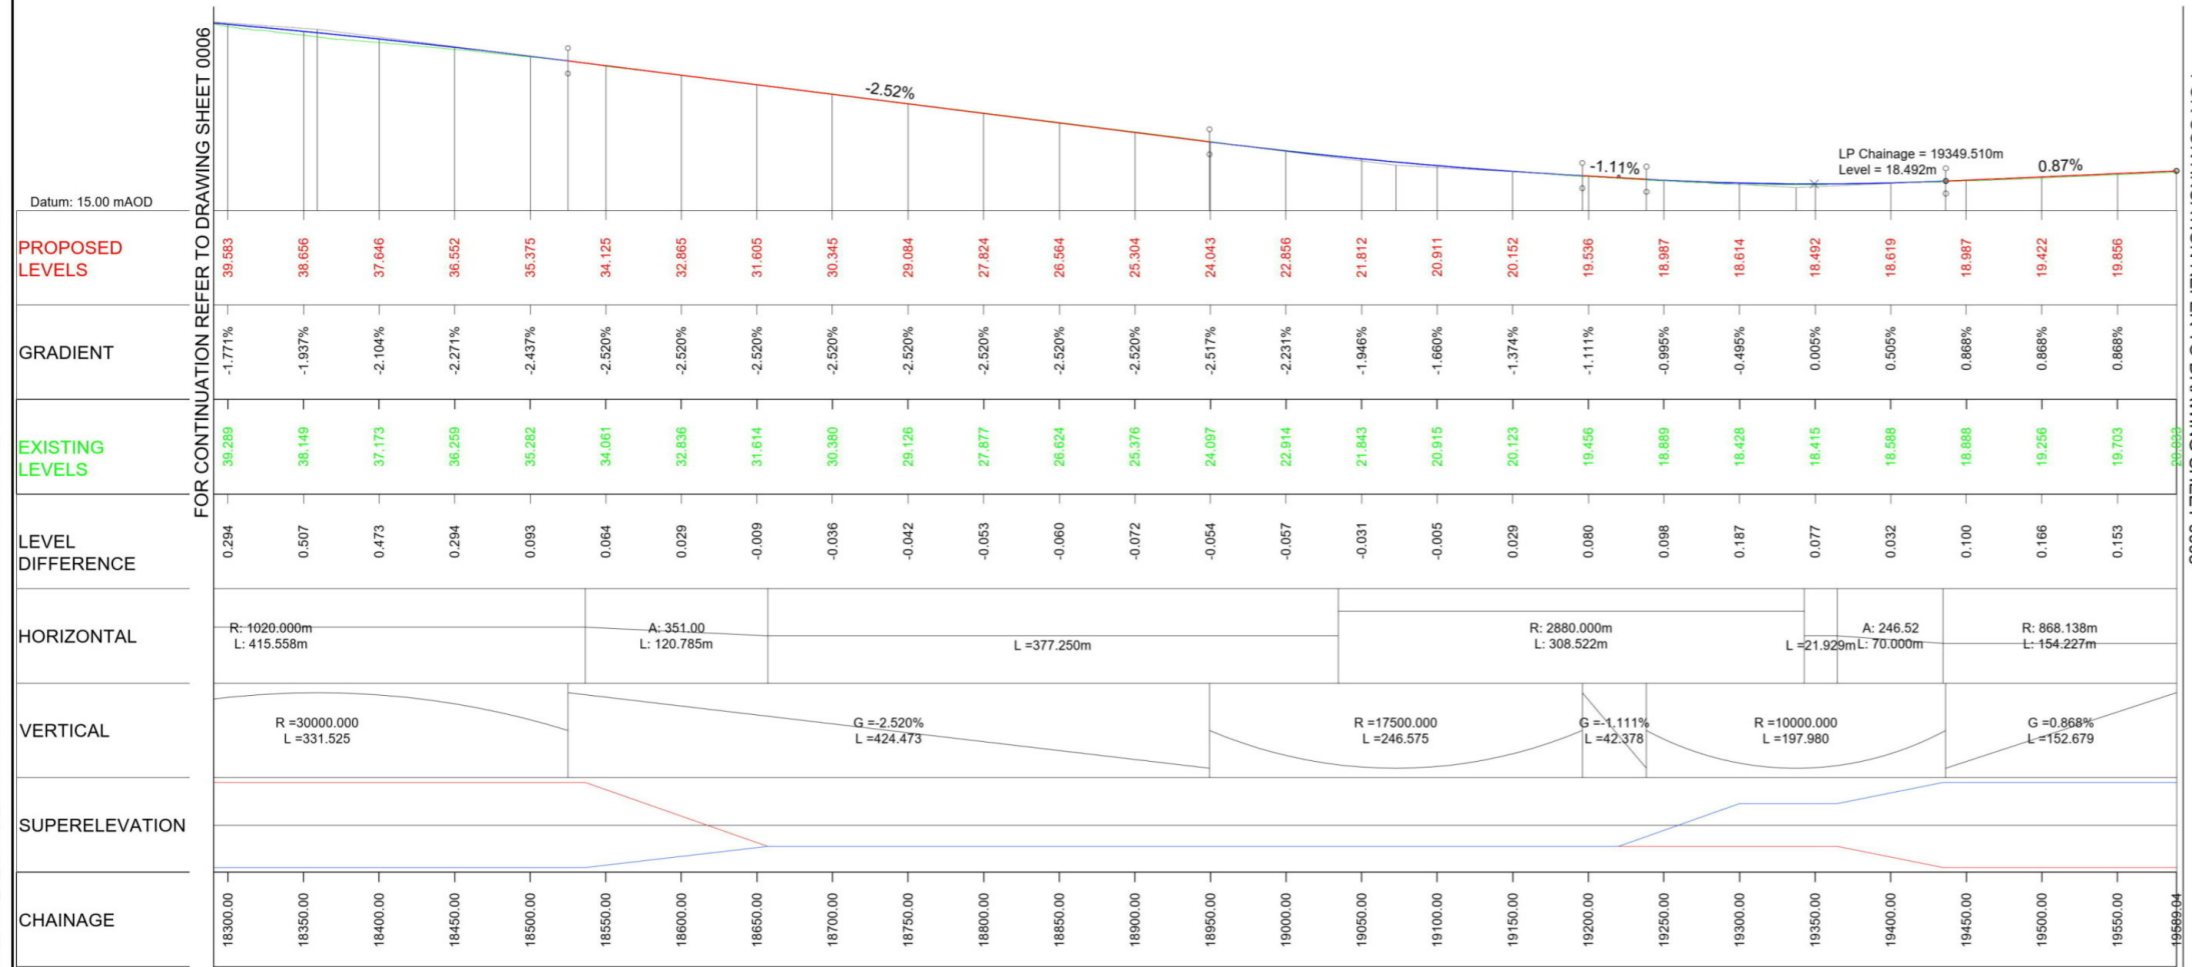 FOR CONTINUATION REFER TO DRAWING SHEET 0006
-2.52%
-1.11%
LP Chainage = 19349.510m
Level = 18.492m
0.87%
Datum: 15.00 mAOD
PROPOSED
LEVELS
39.583 38.656 37.646 36.552 35.375 34.125 32.865 31.605 30.345 29.084 27.824 26.564 25.304 24.043 22.856 21.812 20.911 20.152 19.536 18.987 18.614 18.492 18.619 18.987 19.422 19.856
GRADIENT
-1.771% -1.937% -2.104% -2.271% -2.437% -2.520% -2.520% -2.520% -2.520% -2.520% -2.520% -2.520% -2.520% -2.517% -2.231% -1.946% -1.660% -1.374% -1.111% -0.995% -0.495% 0.005% 0.505% 0.868% 0.868% 0.868%
EXISTING
LEVELS
39.289 38.149 37.173 36.259 35.282 34.061 32.836 31.614 30.380 29.126 27.877 26.624 25.376 24.097 22.914 21.843 20.915 20.123 19.456 18.889 18.428 18.415 18.588 18.888 19.256 19.703
LEVEL
DIFFERENCE
0.294 0.507 0.473 0.294 0.093 0.064 0.029 -0.009 -0.036 -0.042 -0.053 -0.060 -0.072 -0.054 -0.057 -0.031 -0.005 0.029 0.080 0.098 0.187 0.077 0.032 0.100 0.166 0.153
HORIZONTAL
R: 1020.000m
L: 415.558m
A: 351.00
L: 120.785m
L =377.250m
R: 2880.000m
L: 308.522m
L =21.929m
A: 246.52
L: 70.000m
R: 868.138m
L: 154.227m
VERTICAL
R =30000.000
L =331.525
G =-2.520%
L =424.473
R =17500.000
L =246.575
G =-1.111%
L =42.378
R =10000.000
L =197.980
G =0.868%
L =152.679
SUPERELEVATION
CHAINAGE
18300.00 18350.00 18400.00 18450.00 18500.00 18550.00 18600.00 18650.00 18700.00 18750.00 18800.00 18850.00 18900.00 18950.00 19000.00 19050.00 19100.00 19150.00 19200.00 19250.00 19300.00 19350.00 19400.00 19450.00 19500.00 19550.00 19589.04